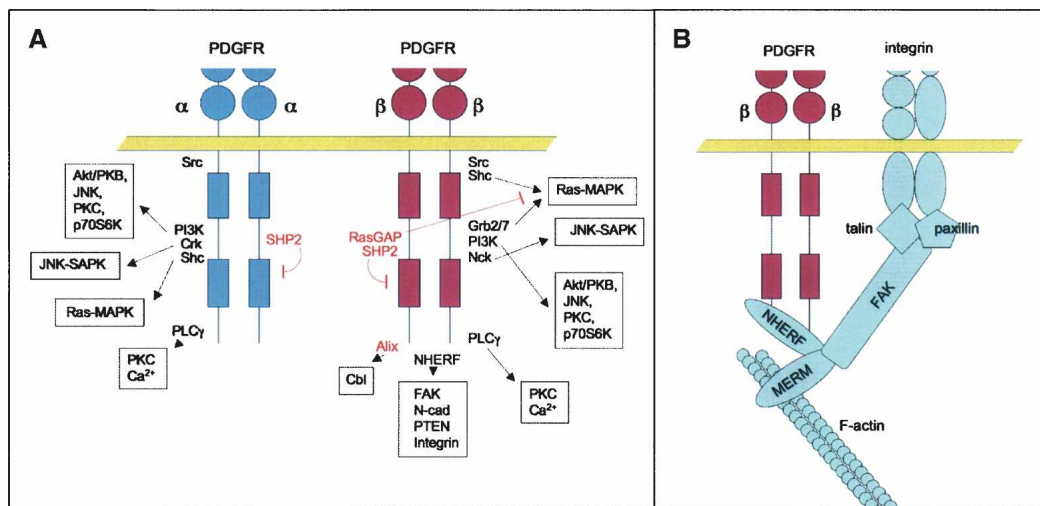 A
PDGFR
α
α
Src
Akt/PKB,
JNK,
PKC,
p70S6K
PI3K
Crk
Shc
JNK-SAPK
Ras-MAPK
SHP2
PLCγ
PKC
Ca²⁺
PDGFR
β
β
Src
Shc
Ras-MAPK
RasGAP
SHP2
Grb2/7
PI3K
Nck
JNK-SAPK
Akt/PKB,
JNK,
PKC,
p70S6K
Alix
Cbl
NHERF
FAK
N-cad
PTEN
Integrin
PLCγ
PKC
Ca²⁺
B
PDGFR
β
β
integrin
talin
paxillin
FAK
NHERF
MERM
F-actin